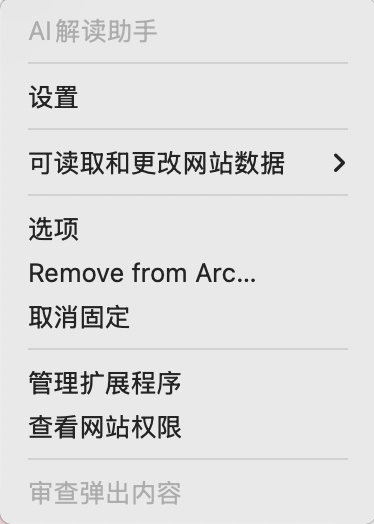 AI解读助手
设置
可读取和更改网站数据
选项
Remove from Arc...
取消固定
管理扩展程序
查看网站权限
审查弹出内容